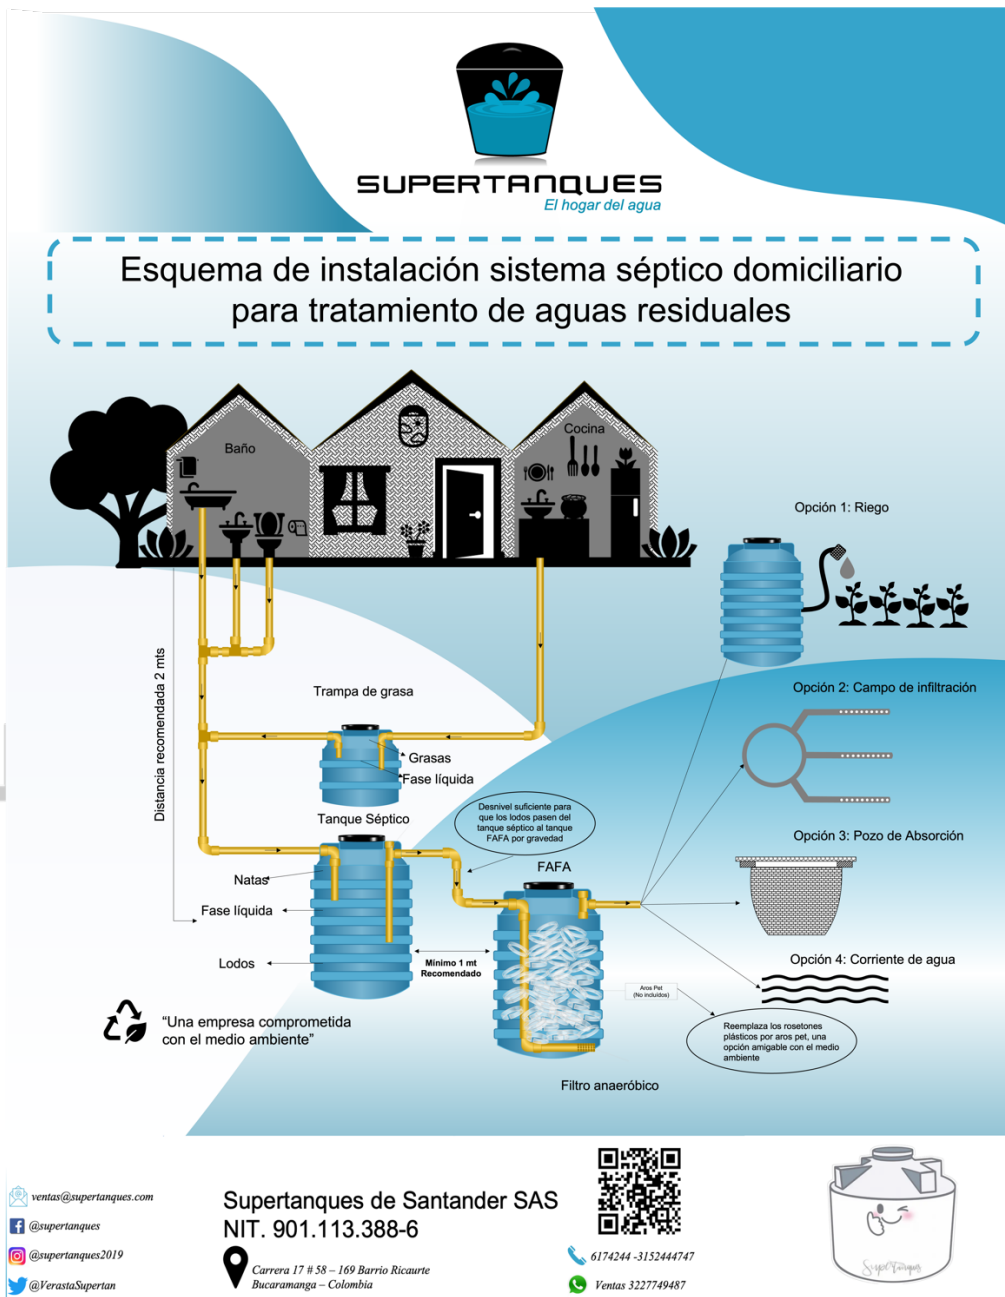 SUPERTANQUES
El hogar del agua
Esquema de instalación sistema séptico domiciliario
para tratamiento de aguas residuales
Baño
Cocina
Opción 1: Riego
Distancia recomendada 2 mts
Trampa de grasa
Grasas
Fase líquida
Opción 2: Campo de infiltración
Tanque Séptico
Desnivel suficiente para
que los lodos pasen del
tanque séptico al tanque
FAFA por gravedad
Opción 3: Pozo de Absorción
FAFA
Natas
Fase líquida
Lodos
Mínimo 1 mt
Recomendado
Opción 4: Corriente de agua
Aros Pet
(No incluidos)
Reemplaza los rosetones
plásticos por aros pet, una
opción amigable con el medio
ambiente
“Una empresa comprometida
con el medio ambiente”
Filtro anaeróbico
ventas@supertanques.com
@supertanques
@supertanques2019
@VerastaSupertan
Supertanques de Santander SAS
NIT. 901.113.388-6
Carrera 17 # 58 – 169 Barrio Ricaurte
Bucaramanga – Colombia
6174244 -3152444747
Ventas 3227749487
Supertanques